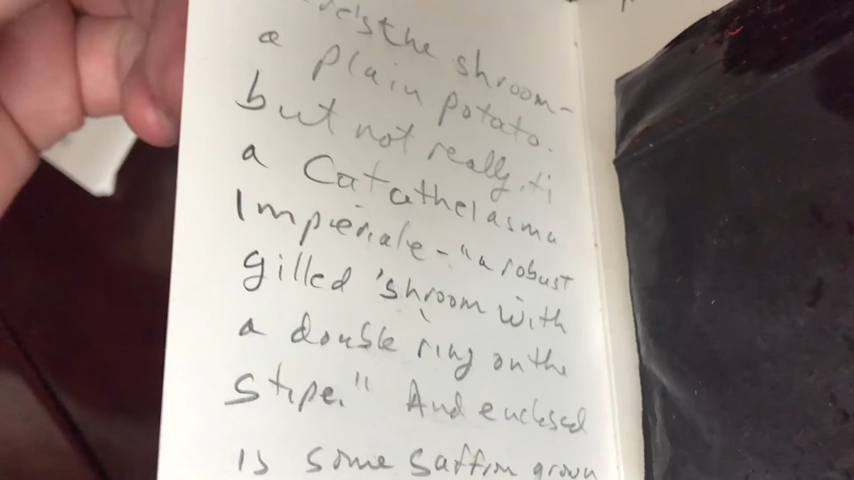 the shroom-
a plain potato.
but not really, ti
a Catathelasma
Imperiale - "a robust
gilled 'shroom with
a double ring on the
stipe." And enclosed
is some saffron grown